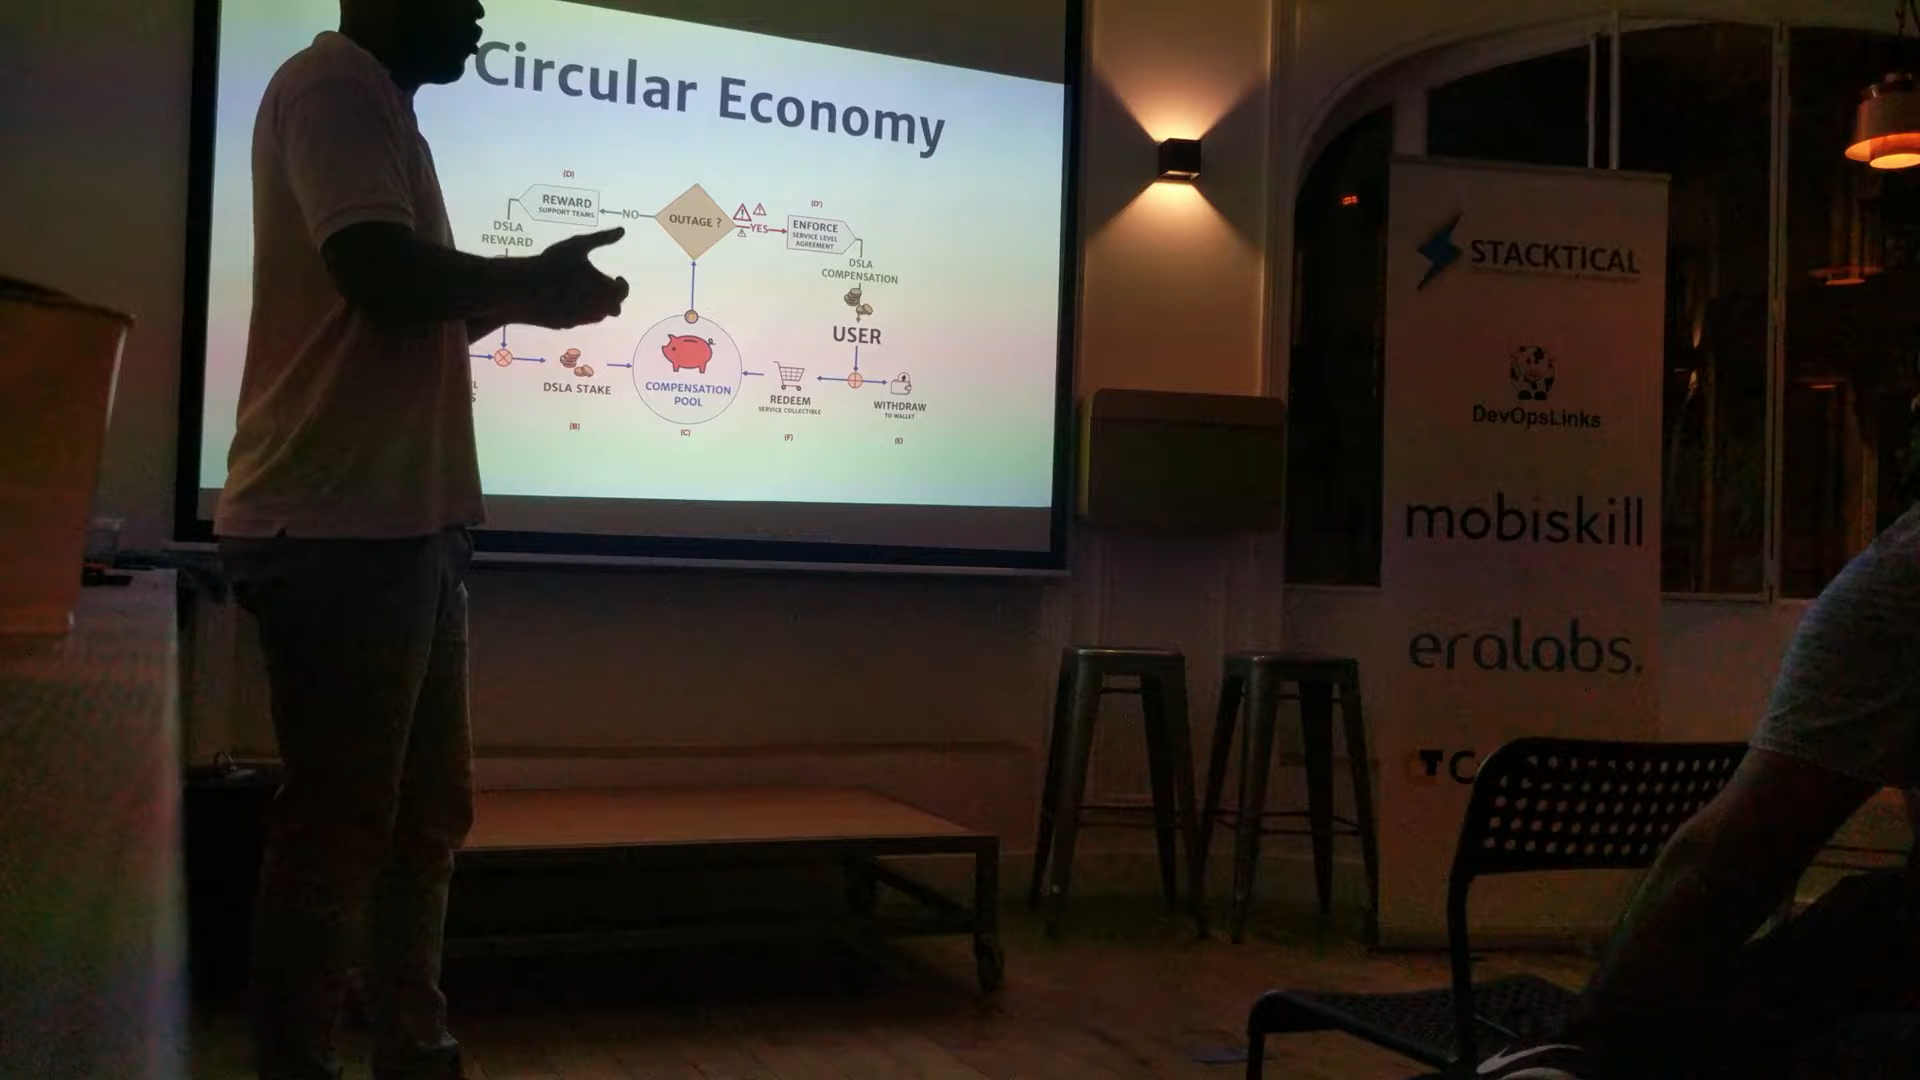 Circular Economy
(D)
REWARD
SUPPORT TEAMS
NO
OUTAGE ?
YES
(D')
ENFORCE
SERVICE LEVEL
AGREEMENT
DSLA
REWARD
DSLA
COMPENSATION
USER
DSLA STAKE
COMPENSATION
POOL
REDEEM
SERVICE COLLECTIBLE
WITHDRAW
TO WALLET
(B)
(C)
(F)
(E)
STACKTICAL
DevOpsLinks
mobiskill
eralabs.